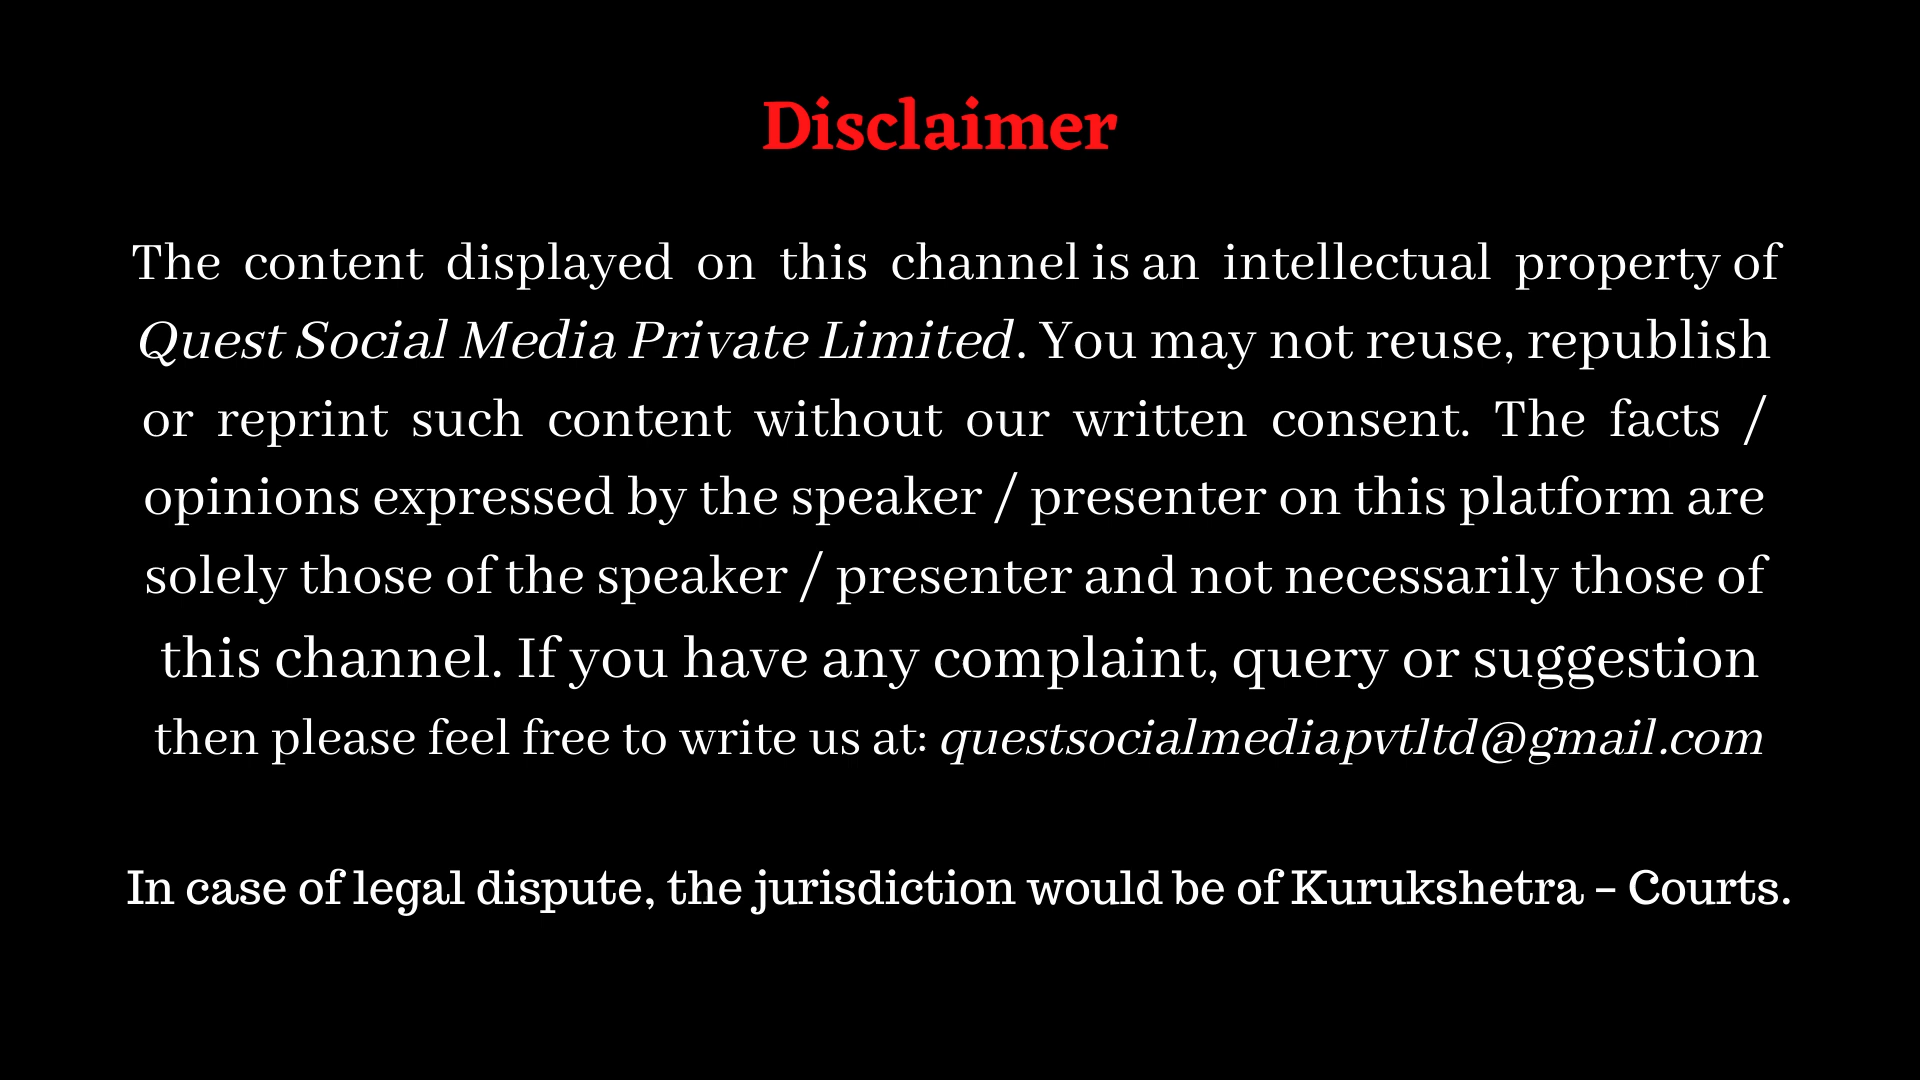 Disclaimer
The content displayed on this channel is an intellectual property of
Quest Social Media Private Limited. You may not reuse, republish
or reprint such content without our written consent. The facts /
opinions expressed by the speaker / presenter on this platform are
solely those of the speaker / presenter and not necessarily those of
this channel. If you have any complaint, query or suggestion
then please feel free to write us at: questsocialmediapvtltd@gmail.com
In case of legal dispute, the jurisdiction would be of Kurukshetra – Courts.